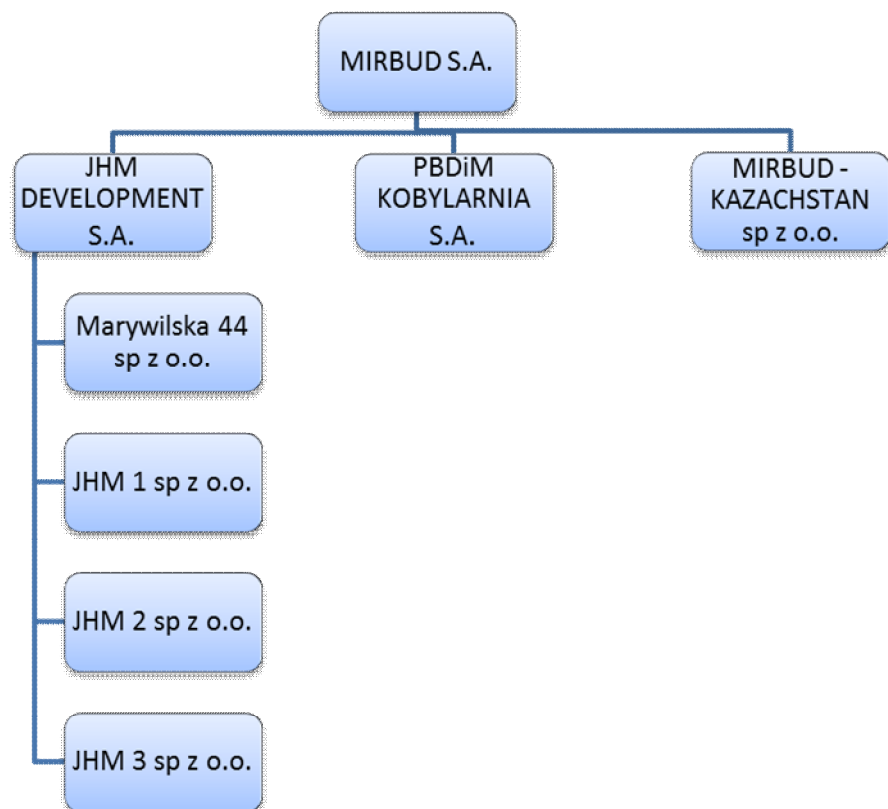 MIRBUD S.A.
JHM
DEVELOPMENT
S.A.
PBDiM
KOBYLARNIA
S.A.
MIRBUD -
KAZACHSTAN
sp z o.o.
Marywilska 44
sp z o.o.
JHM 1 sp z o.o.
JHM 2 sp z o.o.
JHM 3 sp z o.o.